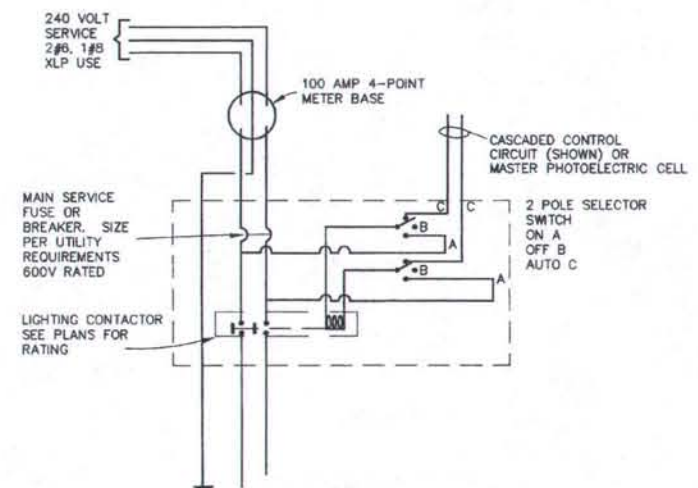 240 VOLT
SERVICE
2#6, 1#8
XLP USE
100 AMP 4-POINT
METER BASE
CASCADED CONTROL
CIRCUIT (SHOWN) OR
MASTER PHOTOELECTRIC CELL
MAIN SERVICE
FUSE OR
BREAKER. SIZE
PER UTILITY
REQUIREMENTS
600V RATED
C
C
B
A
B
A
2 POLE SELECTOR
SWITCH
ON A
OFF B
AUTO C
LIGHTING CONTACTOR
SEE PLANS FOR
RATING